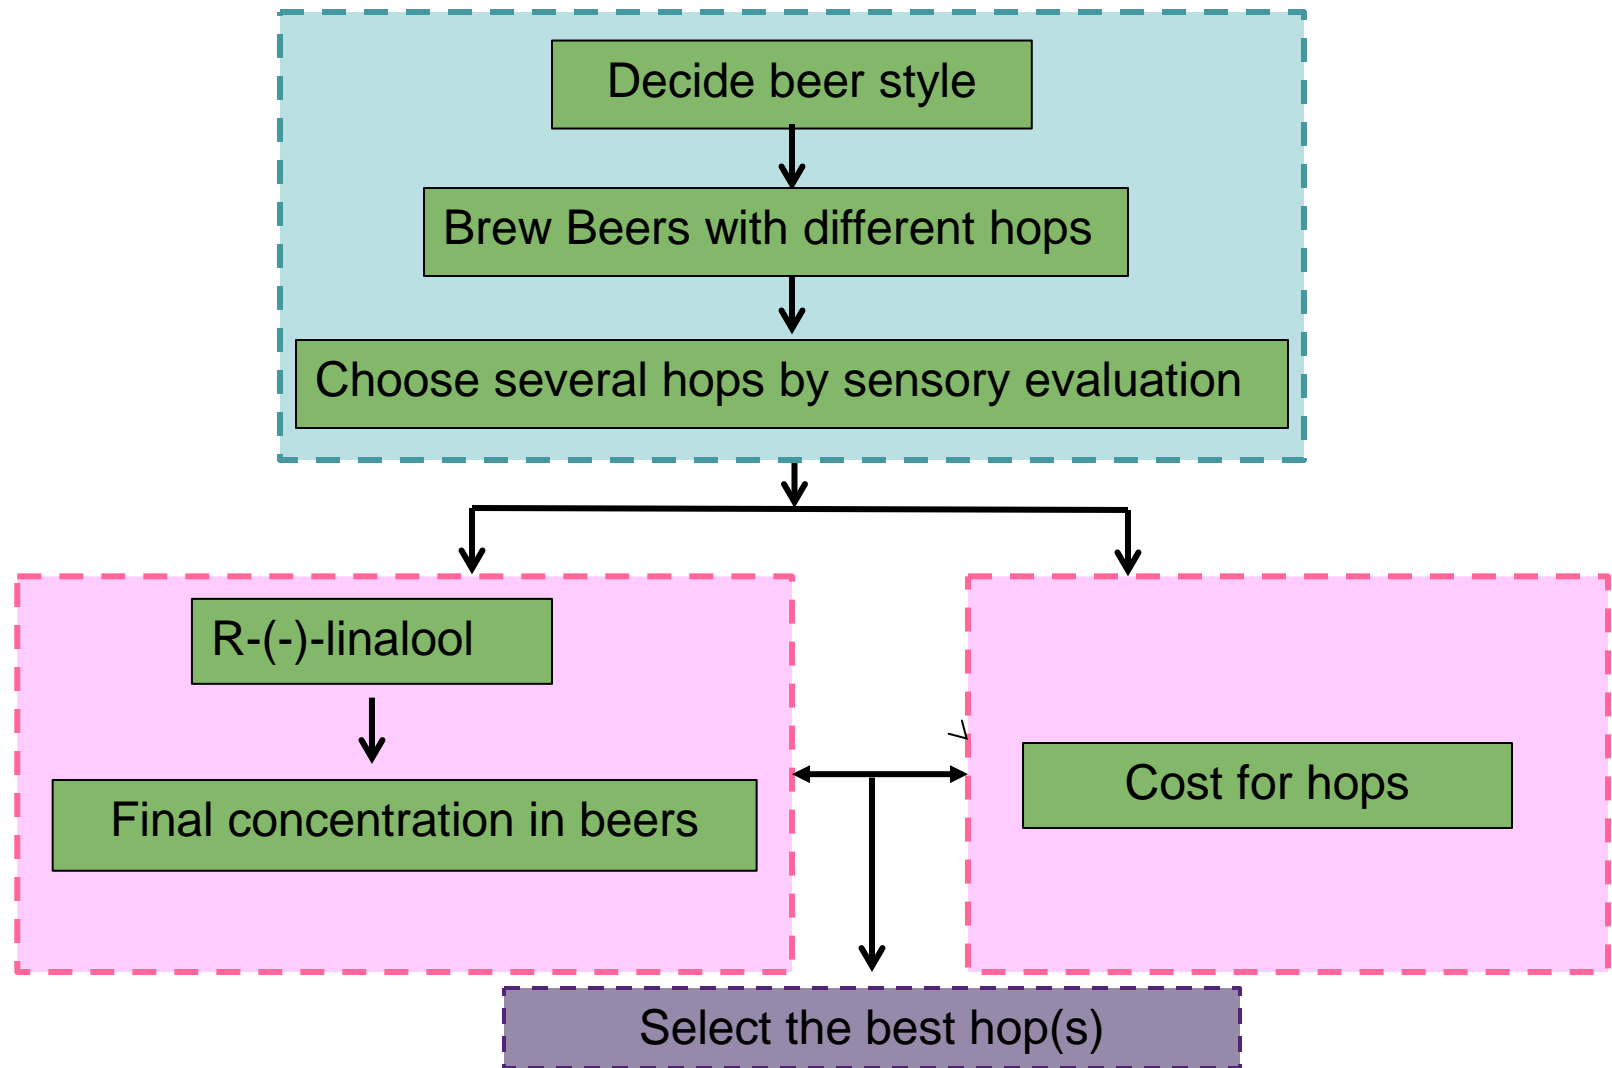 Decide beer style
Brew Beers with different hops
Choose several hops by sensory evaluation
R-(-)-linalool
Final concentration in beers
Cost for hops
Select the best hop(s)